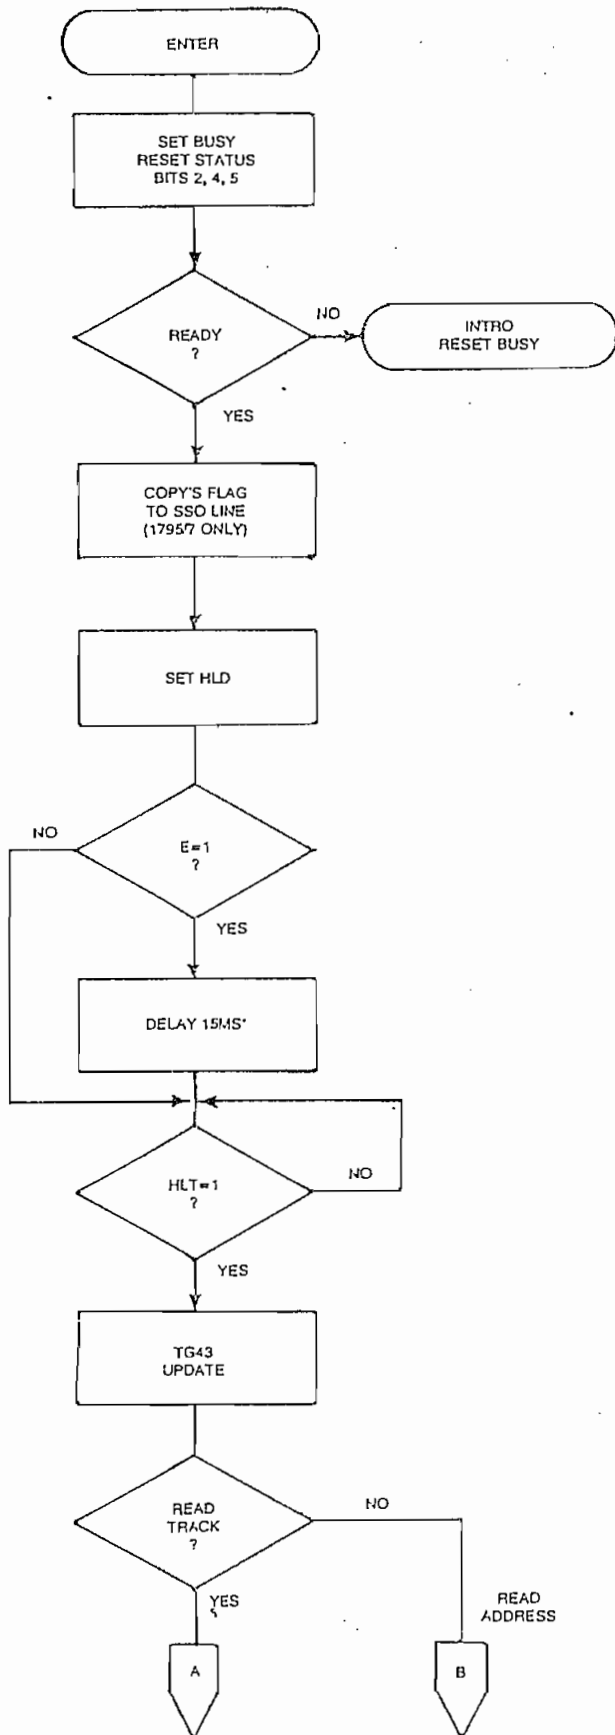 ENTER
SET BUSY
RESET STATUS
BITS 2, 4, 5
READY
?
NO
INTRO
RESET BUSY
YES
COPY'S FLAG
TO SSO LINE
(1795/7 ONLY)
SET HLD
NO
E=1
?
YES
DELAY 15MS*
HLT=1
?
NO
YES
TG43
UPDATE
READ
TRACK
?
NO
YES
READ
ADDRESS
A
B